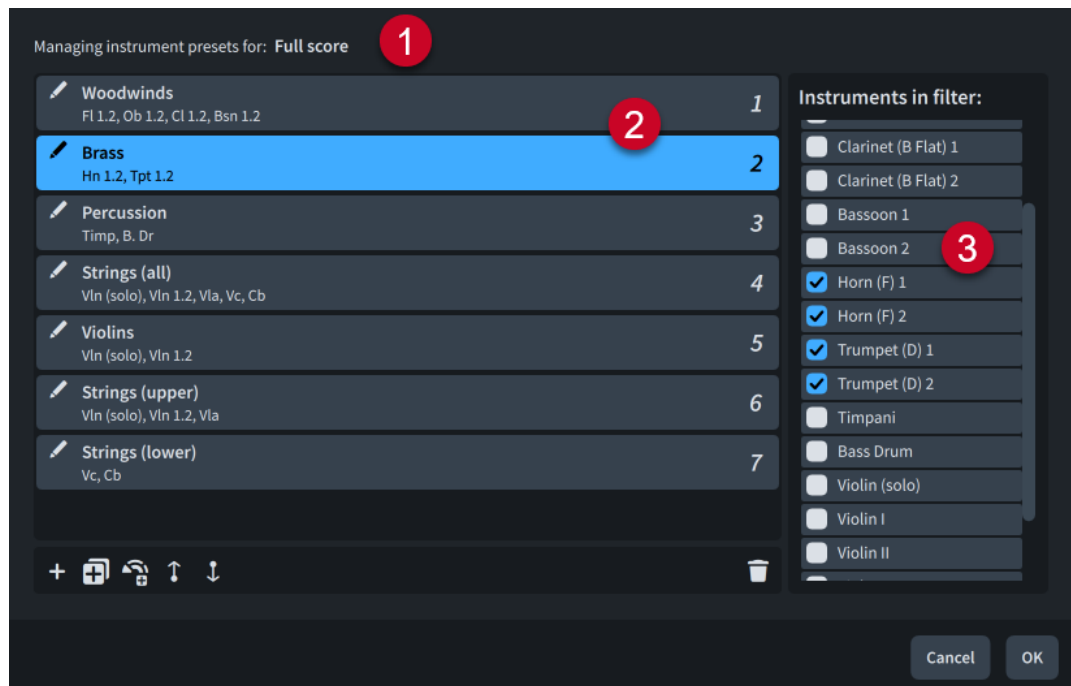 Managing instrument presets for: Full score
1
Woodwinds
Fl 1.2, Ob 1.2, Cl 1.2, Bsn 1.2
1
2
Brass
Hn 1.2, Tpt 1.2
2
Percussion
Timp, B. Dr
3
Strings (all)
Vln (solo), Vln 1.2, Vla, Vc, Cb
4
Violins
Vln (solo), Vln 1.2
5
Strings (upper)
Vln (solo), Vln 1.2, Vla
6
Strings (lower)
Vc, Cb
7
Instruments in filter:
Clarinet (B Flat) 1
Clarinet (B Flat) 2
Bassoon 1
Bassoon 2
3
Horn (F) 1
Horn (F) 2
Trumpet (D) 1
Trumpet (D) 2
Timpani
Bass Drum
Violin (solo)
Violin I
Violin II
Cancel
OK